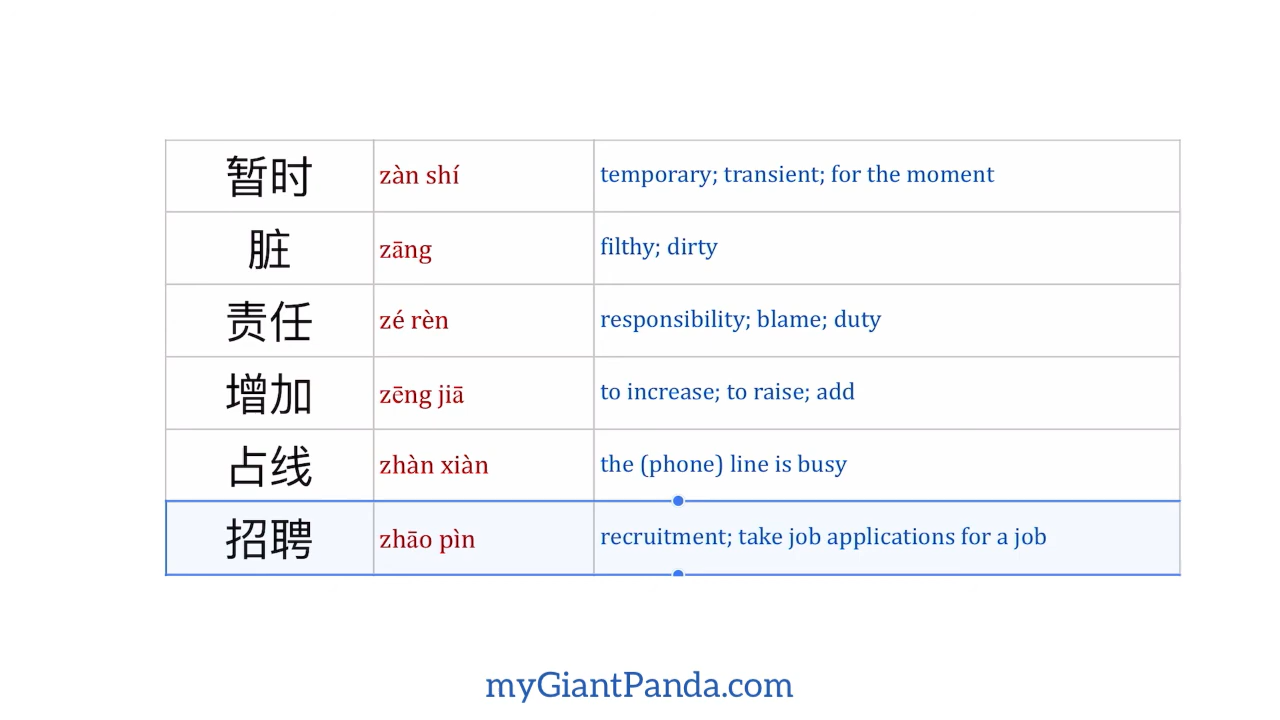 暂时 zàn shí temporary; transient; for the moment
脏 zāng filthy; dirty
责任 zé rèn responsibility; blame; duty
增加 zēng jiā to increase; to raise; add
占线 zhàn xiàn the (phone) line is busy
招聘 zhāo pìn recruitment; take job applications for a job
myGiantPanda.com